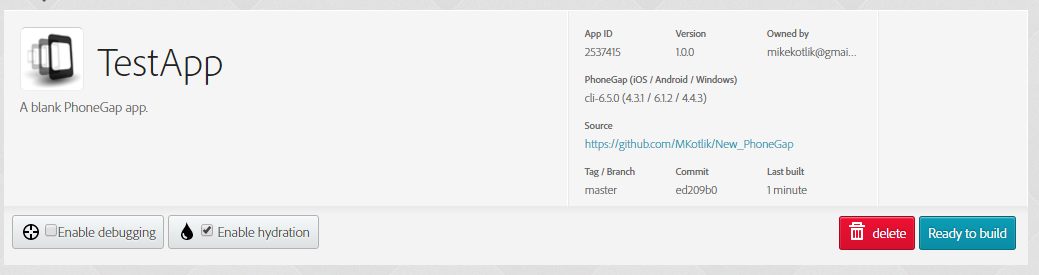 TestApp
A blank PhoneGap app.
App ID Version Owned by
2537415 1.0.0 mikekotlik@gmai...
PhoneGap (iOS / Android / Windows)
cli-6.5.0 (4.3.1 / 6.1.2 / 4.4.3)
Source
https://github.com/MKotlik/New_PhoneGap
Tag / Branch Commit Last built
master ed209b0 1 minute
Enable debugging Enable hydration delete Ready to build